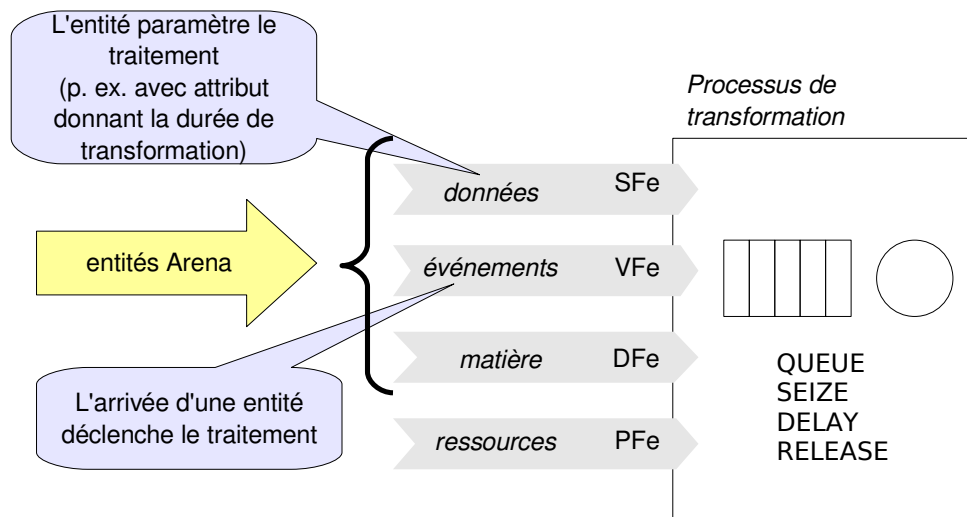 L'entité paramètre le
traitement
(p. ex. avec attribut
donnant la durée de
transformation)
Processus de
transformation
données SFe
entités Arena
événements VFe
matière DFe
L'arrivée d'une entité
déclenche le traitement
ressources PFe
QUEUE
SEIZE
DELAY
RELEASE